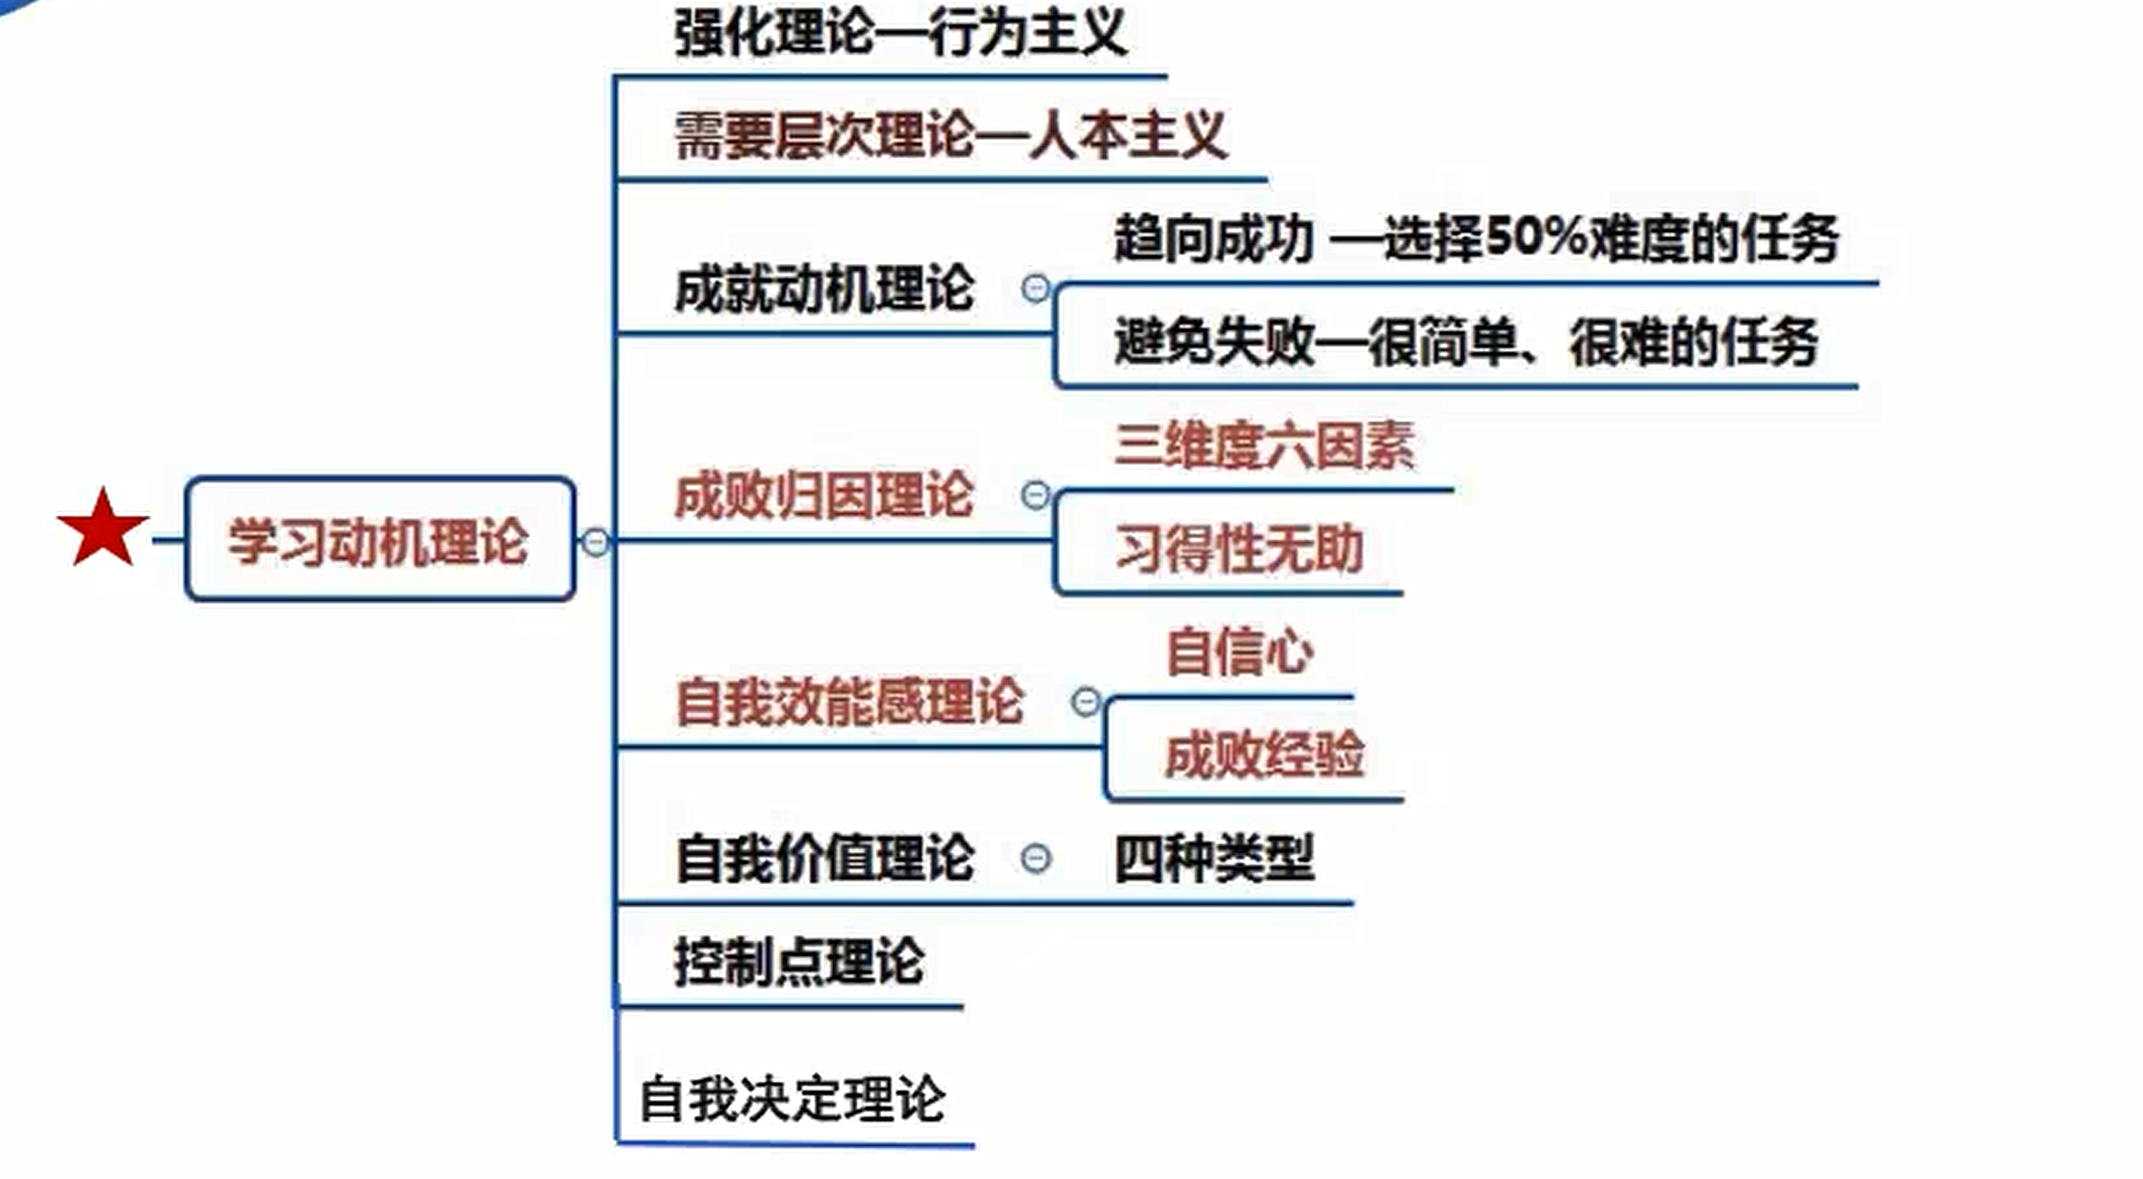 强化理论—行为主义
需要层次理论—人本主义
成就动机理论
趋向成功 —选择50%难度的任务
避免失败—很简单、很难的任务
学习动机理论
成败归因理论
三维度六因素
习得性无助
自我效能感理论
自信心
成败经验
自我价值理论
四种类型
控制点理论
自我决定理论